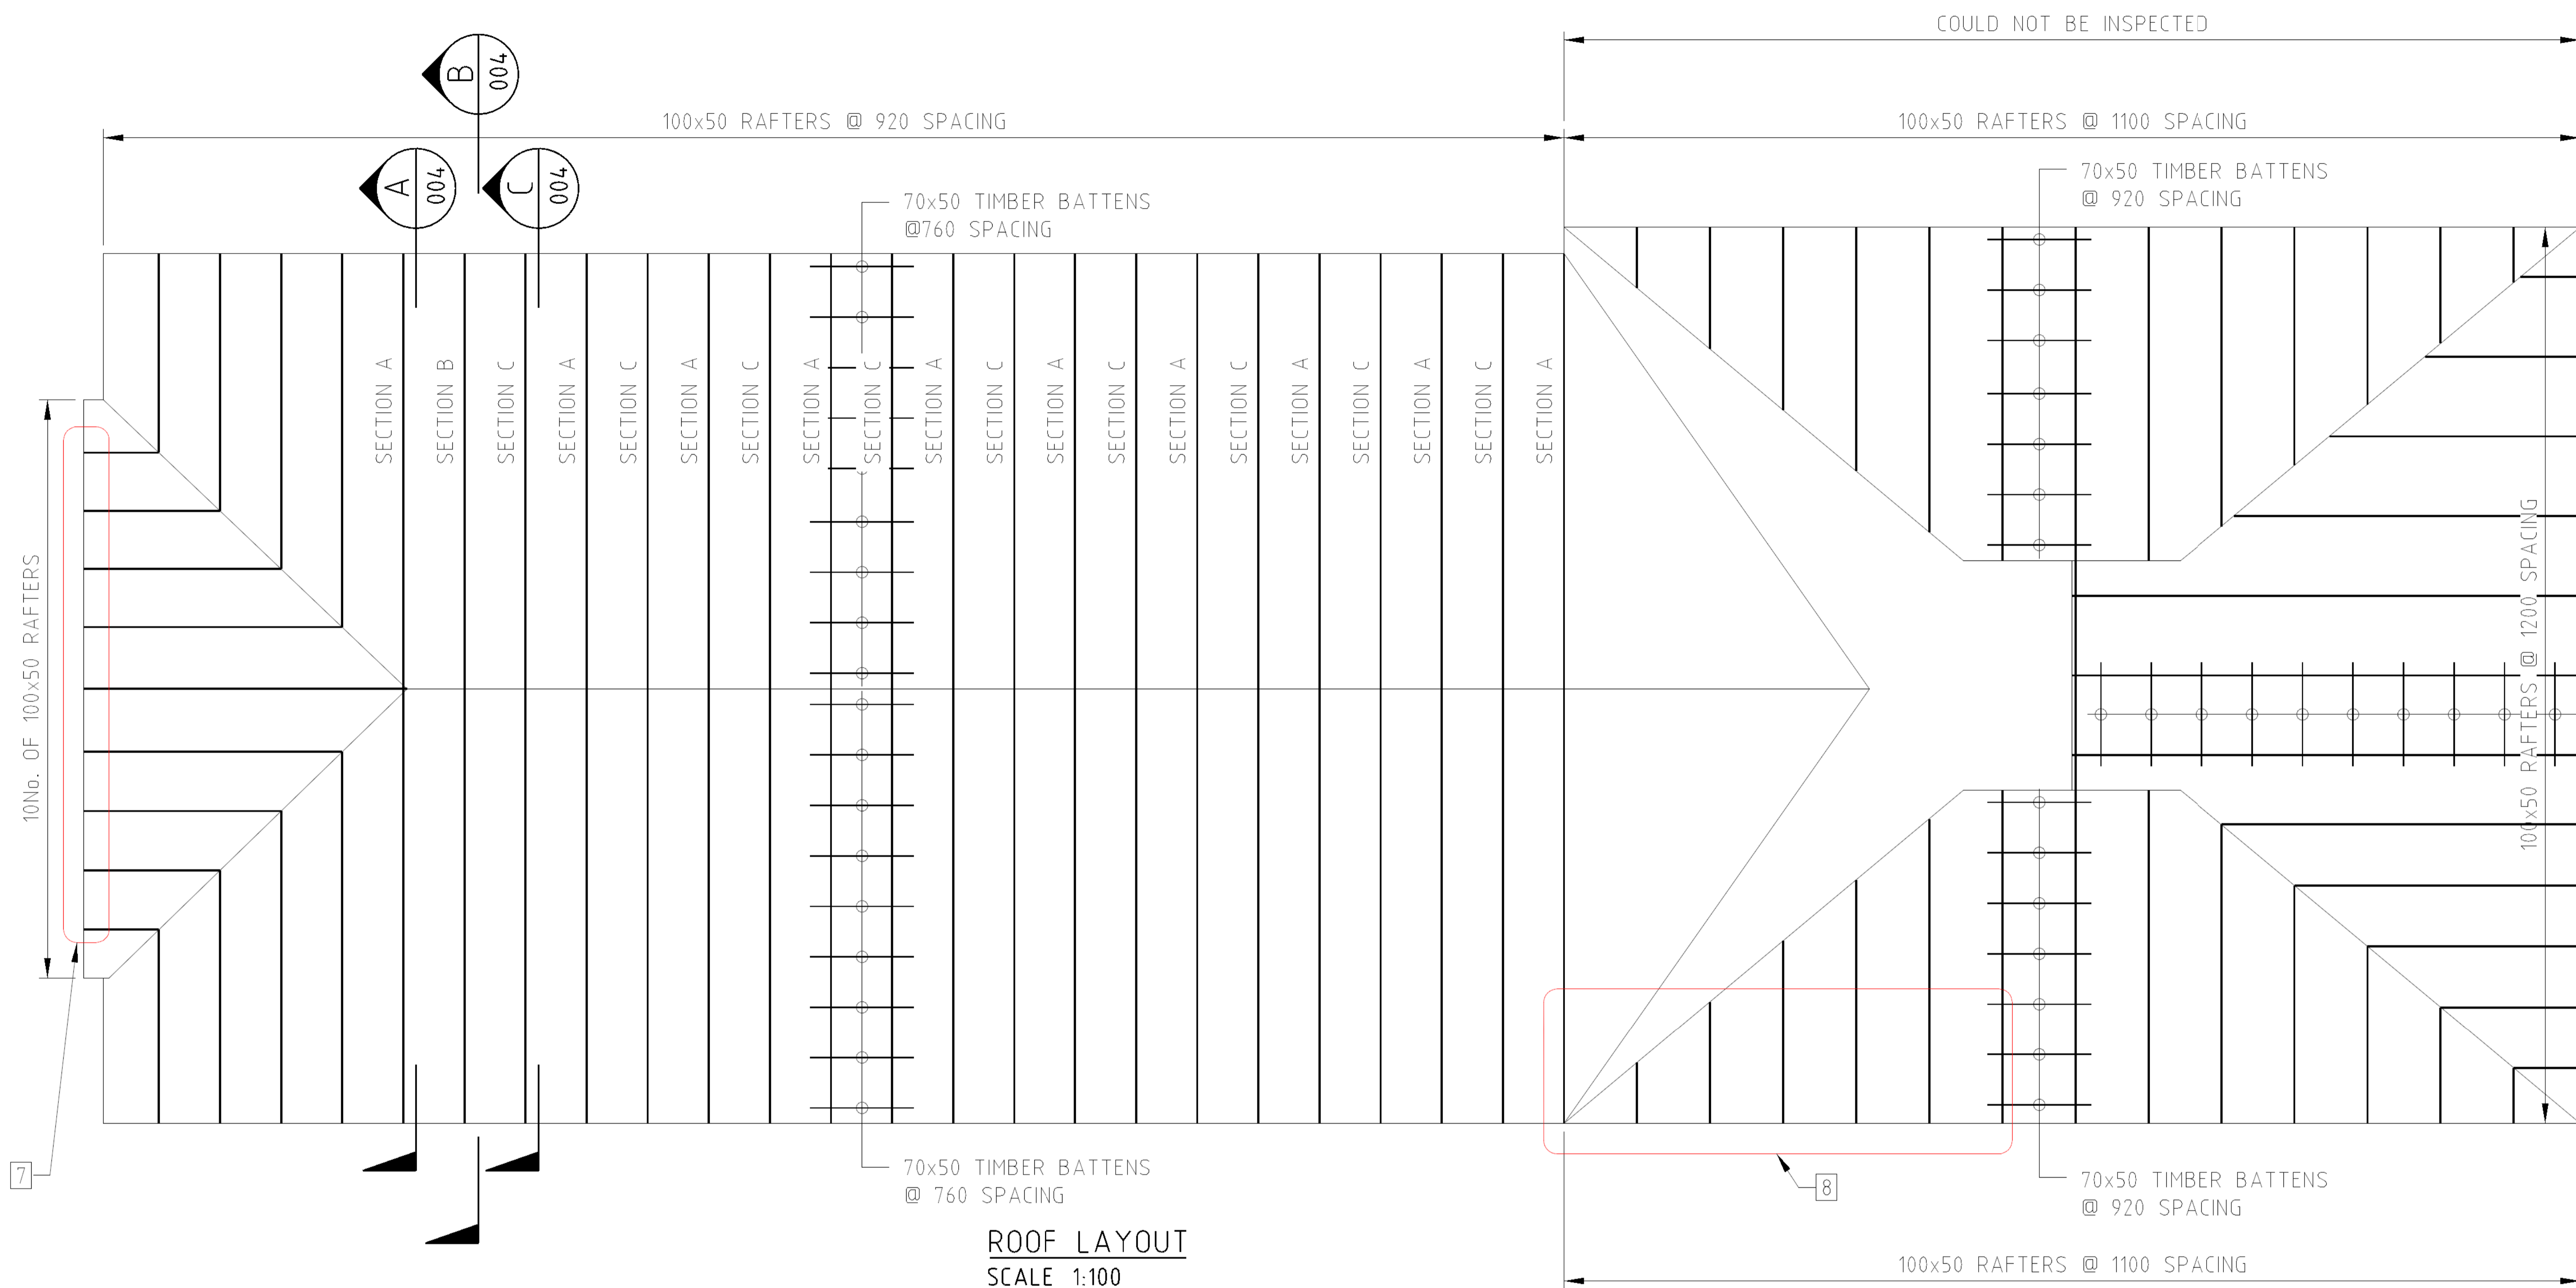 COULD NOT BE INSPECTED
B
004
100x50 RAFTERS @ 920 SPACING
100x50 RAFTERS @ 1100 SPACING
A
004
C
004
70x50 TIMBER BATTENS
@760 SPACING
70x50 TIMBER BATTENS
@ 920 SPACING
SECTION A
SECTION B
SECTION C
SECTION A
SECTION C
SECTION A
SECTION C
SECTION A
SECTION C
SECTION A
SECTION C
SECTION A
SECTION C
SECTION A
SECTION C
SECTION A
SECTION C
SECTION A
SECTION C
SECTION A
10No. OF 100x50 RAFTERS
100x50 RAFTERS @ 1200 SPACING
7
70x50 TIMBER BATTENS
@ 760 SPACING
8
70x50 TIMBER BATTENS
@ 920 SPACING
ROOF LAYOUT
SCALE 1:100
100x50 RAFTERS @ 1100 SPACING